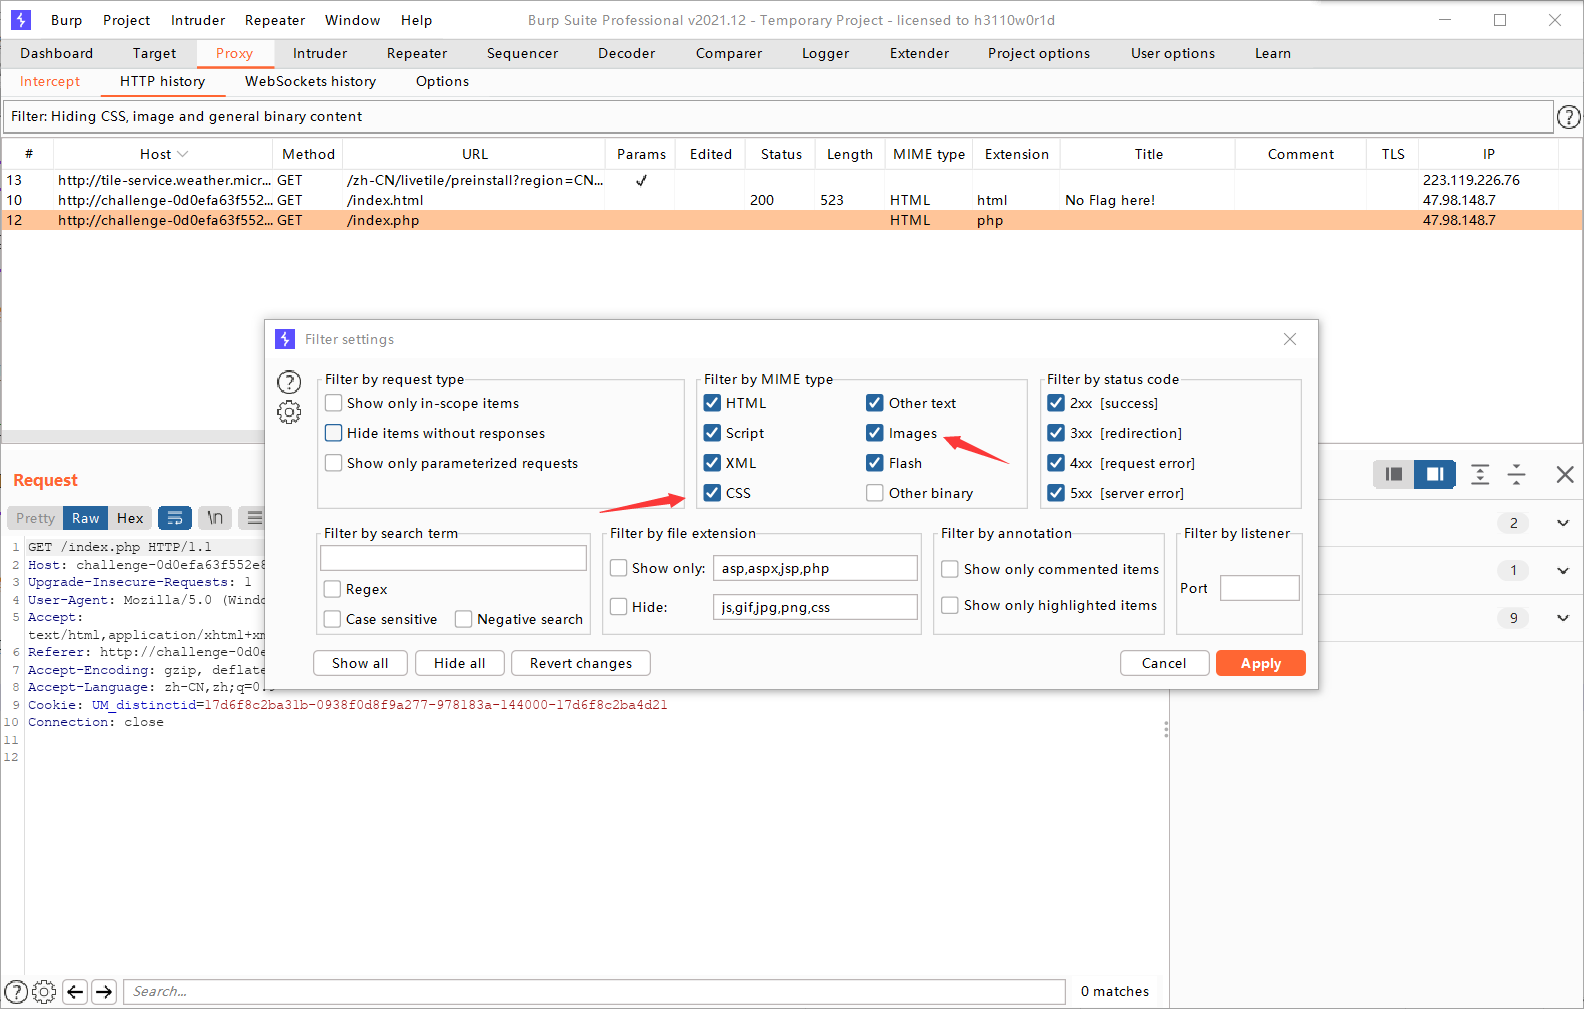 Burp Project Intruder Repeater Window Help Burp Suite Professional v2021.12 - Temporary Project - licensed to h3110w0r1d
Dashboard Target Proxy Intruder Repeater Sequencer Decoder Comparer Logger Extender Project options User options Learn
Intercept HTTP history WebSockets history Options
Filter: Hiding CSS, image and general binary content
# Host Method URL Params Edited Status Length MIME type Extension Title Comment TLS IP
13 http://tile-service.weather.micr... GET /zh-CN/livetile/preinstall?region=CN... ✓ 223.119.226.76
10 http://challenge-0d0efa63f552... GET /index.html 200 523 HTML html No Flag here! 47.98.148.7
12 http://challenge-0d0efa63f552... GET /index.php HTML php 47.98.148.7
Filter settings
Filter by request type
Show only in-scope items
Hide items without responses
Show only parameterized requests
Filter by MIME type
HTML Other text
Script Images
XML Flash
CSS Other binary
Filter by status code
2xx [success]
3xx [redirection]
4xx [request error]
5xx [server error]
Filter by search term
Regex
Case sensitive Negative search
Filter by file extension
Show only: asp,aspx,jsp,php
Hide: js,gif,jpg,png,css
Filter by annotation
Show only commented items
Show only highlighted items
Filter by listener
Port
Show all Hide all Revert changes Cancel Apply
Request
Pretty Raw Hex \n
1 GET /index.php HTTP/1.1
2 Host: challenge-0d0efa63f552e8
3 Upgrade-Insecure-Requests: 1
4 User-Agent: Mozilla/5.0 (Windo
5 Accept:
text/html,application/xhtml+xm
6 Referer: http://challenge-0d0e
7 Accept-Encoding: gzip, deflate
8 Accept-Language: zh-CN,zh;q=0.9
9 Cookie: UM_distinctid=17d6f8c2ba31b-0938f0d8f9a277-978183a-144000-17d6f8c2ba4d21
10 Connection: close
11
12
2
1
9
Search... 0 matches